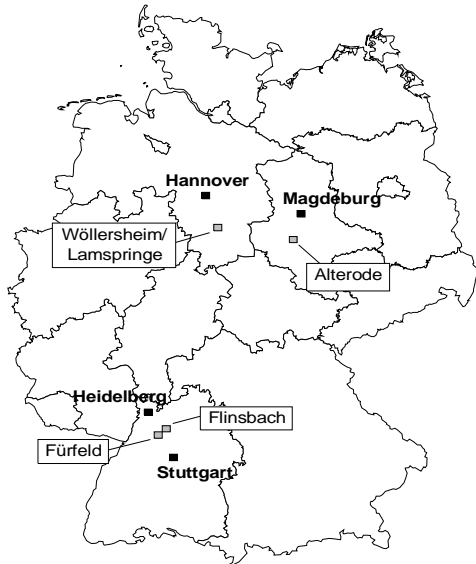 Hannover
Magdeburg
Wöllersheim/
Lamspringe
Alterode
Heidelberg
Flinsbach
Fürfeld
Stuttgart